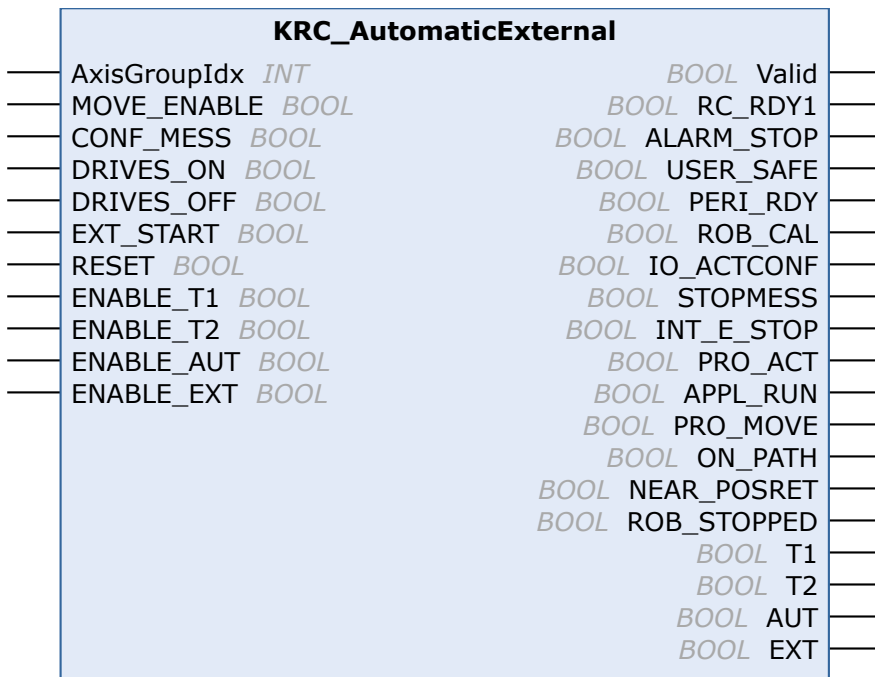 KRC_AutomaticExternal
AxisGroupIdx INT BOOL Valid
MOVE_ENABLE BOOL BOOL RC_RDY1
CONF_MESS BOOL BOOL ALARM_STOP
DRIVES_ON BOOL BOOL USER_SAFE
DRIVES_OFF BOOL BOOL PERI_RDY
EXT_START BOOL BOOL ROB_CAL
RESET BOOL BOOL IO_ACTCONF
ENABLE_T1 BOOL BOOL STOPMESS
ENABLE_T2 BOOL BOOL INT_E_STOP
ENABLE_AUT BOOL BOOL PRO_ACT
ENABLE_EXT BOOL BOOL APPL_RUN
BOOL PRO_MOVE
BOOL ON_PATH
BOOL NEAR_POSRET
BOOL ROB_STOPPED
BOOL T1
BOOL T2
BOOL AUT
BOOL EXT